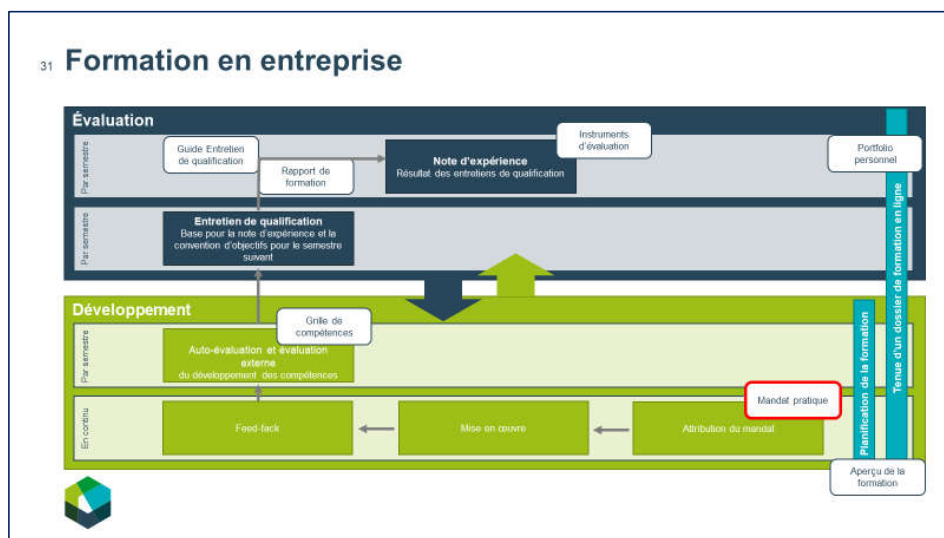 31 Formation en entreprise
Évaluation
Par semestre
Guide Entretien
de qualification
Rapport de
formation
Note d'expérience
Résultat des entretiens de qualification
Instruments
d'évaluation
Portfolio
personnel
Par semestre
Entretien de qualification
Base pour la note d'expérience et la
convention d'objectifs pour le semestre
suivant
Tenue d'un dossier de formation en ligne
Développement
Par semestre
Grille de
compétences
Auto-évaluation et évaluation
externe
du développement des compétences
Planification de la formation
En continu
Feed-fack
Mise en œuvre
Mandat pratique
Attribution du mandat
Aperçu de la
formation